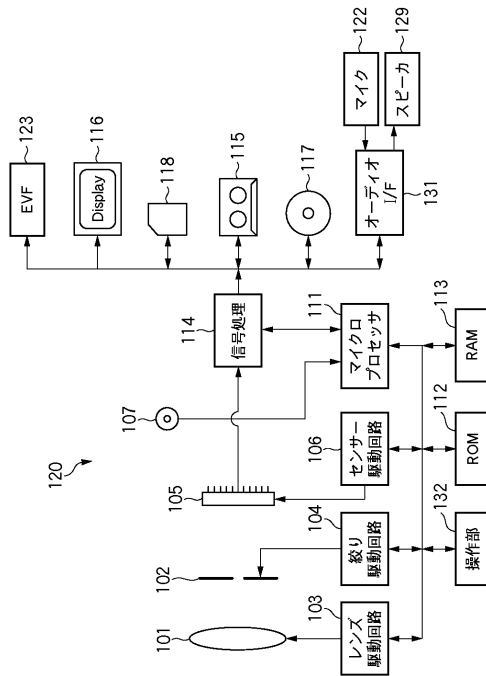 120
101
102
105
107
114
信号処理
123
EVF
116
Display
118
115
117
131
オーディオ
I/F
122
マイク
129
スピーカ
103
レンズ
駆動回路
104
絞り
駆動回路
106
センサー
駆動回路
111
マイクロ
プロセッサ
132
操作部
112
ROM
113
RAM